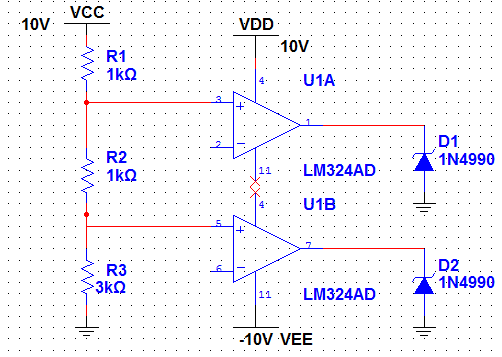 VCC
10V
VDD
10V
R1
1kΩ
4
U1A
3
1
2
D1
1N4990
R2
1kΩ
11
LM324AD
4
U1B
5
7
6
R3
3kΩ
D2
1N4990
11
LM324AD
-10V VEE